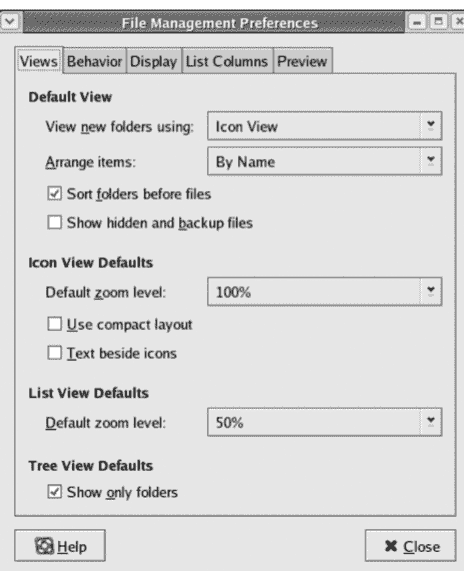 File Management Preferences
Views Behavior Display List Columns Preview
Default View
View new folders using: Icon View
Arrange items: By Name
Sort folders before files
Show hidden and backup files
Icon View Defaults
Default zoom level: 100%
Use compact layout
Text beside icons
List View Defaults
Default zoom level: 50%
Tree View Defaults
Show only folders
Help Close